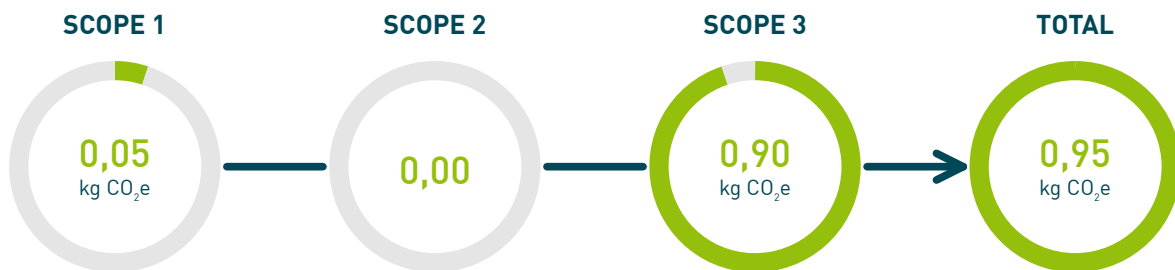 SCOPE 1
0,05
kg CO₂e
SCOPE 2
0,00
SCOPE 3
0,90
kg CO₂e
TOTAL
0,95
kg CO₂e